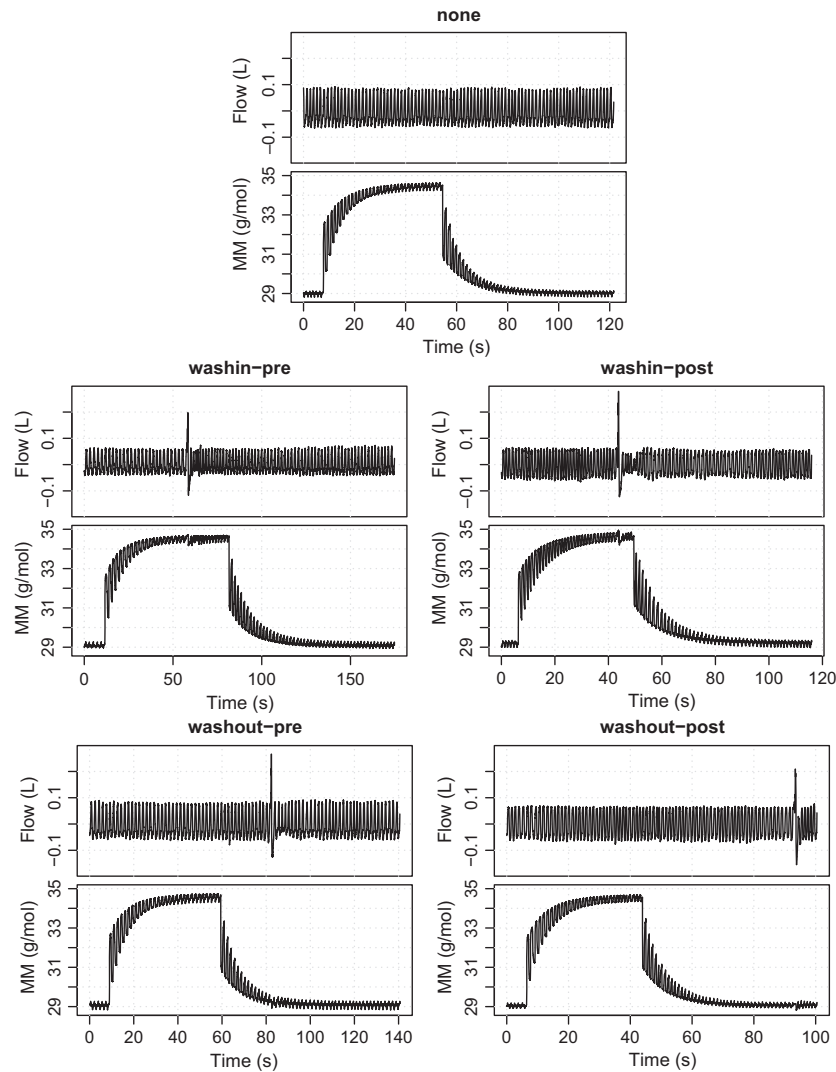 none
Flow (L)
0.1
−0.1
MM (g/mol)
35
33
31
29
0 20 40 60 80 100 120
Time (s)
washin−pre
Flow (L)
0.1
−0.1
MM (g/mol)
35
33
31
29
0 50 100 150
Time (s)
washin−post
Flow (L)
0.1
−0.1
MM (g/mol)
35
33
31
29
0 20 40 60 80 100 120
Time (s)
washout−pre
Flow (L)
0.1
−0.1
MM (g/mol)
35
33
31
29
0 20 40 60 80 100 120 140
Time (s)
washout−post
Flow (L)
0.1
−0.1
MM (g/mol)
35
33
31
29
0 20 40 60 80 100
Time (s)